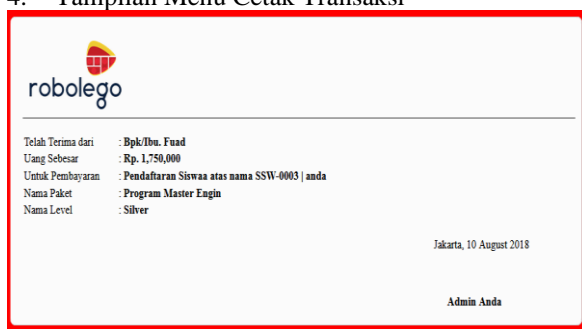 4. Tampilan Menu Cetak Transaksi
robolego
Telah Terima dari : Bpk/Ibu. Fuad
Uang Sebesar : Rp. 1,750,000
Untuk Pembayaran : Pendaftaran Siswaa atas nama SSW-0003 | anda
Nama Paket : Program Master Engin
Nama Level : Silver
Jakarta, 10 August 2018
Admin Anda